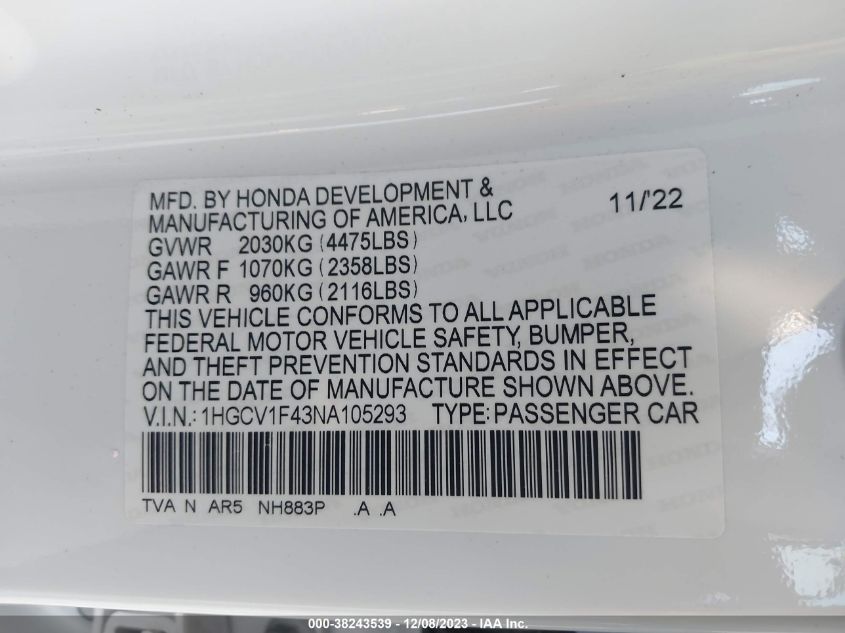 MFD. BY HONDA DEVELOPMENT &
MANUFACTURING OF AMERICA, LLC 11/'22
GVWR 2030KG (4475LBS)
GAWR F 1070KG (2358LBS)
GAWR R 960KG (2116LBS)
THIS VEHICLE CONFORMS TO ALL APPLICABLE
FEDERAL MOTOR VEHICLE SAFETY, BUMPER,
AND THEFT PREVENTION STANDARDS IN EFFECT
ON THE DATE OF MANUFACTURE SHOWN ABOVE.
V.I.N.: 1HGCV1F43NA105293 TYPE: PASSENGER CAR
TVA N AR5 NH883P .A .A
000-38243539 - 12/08/2023 - IAA Inc.